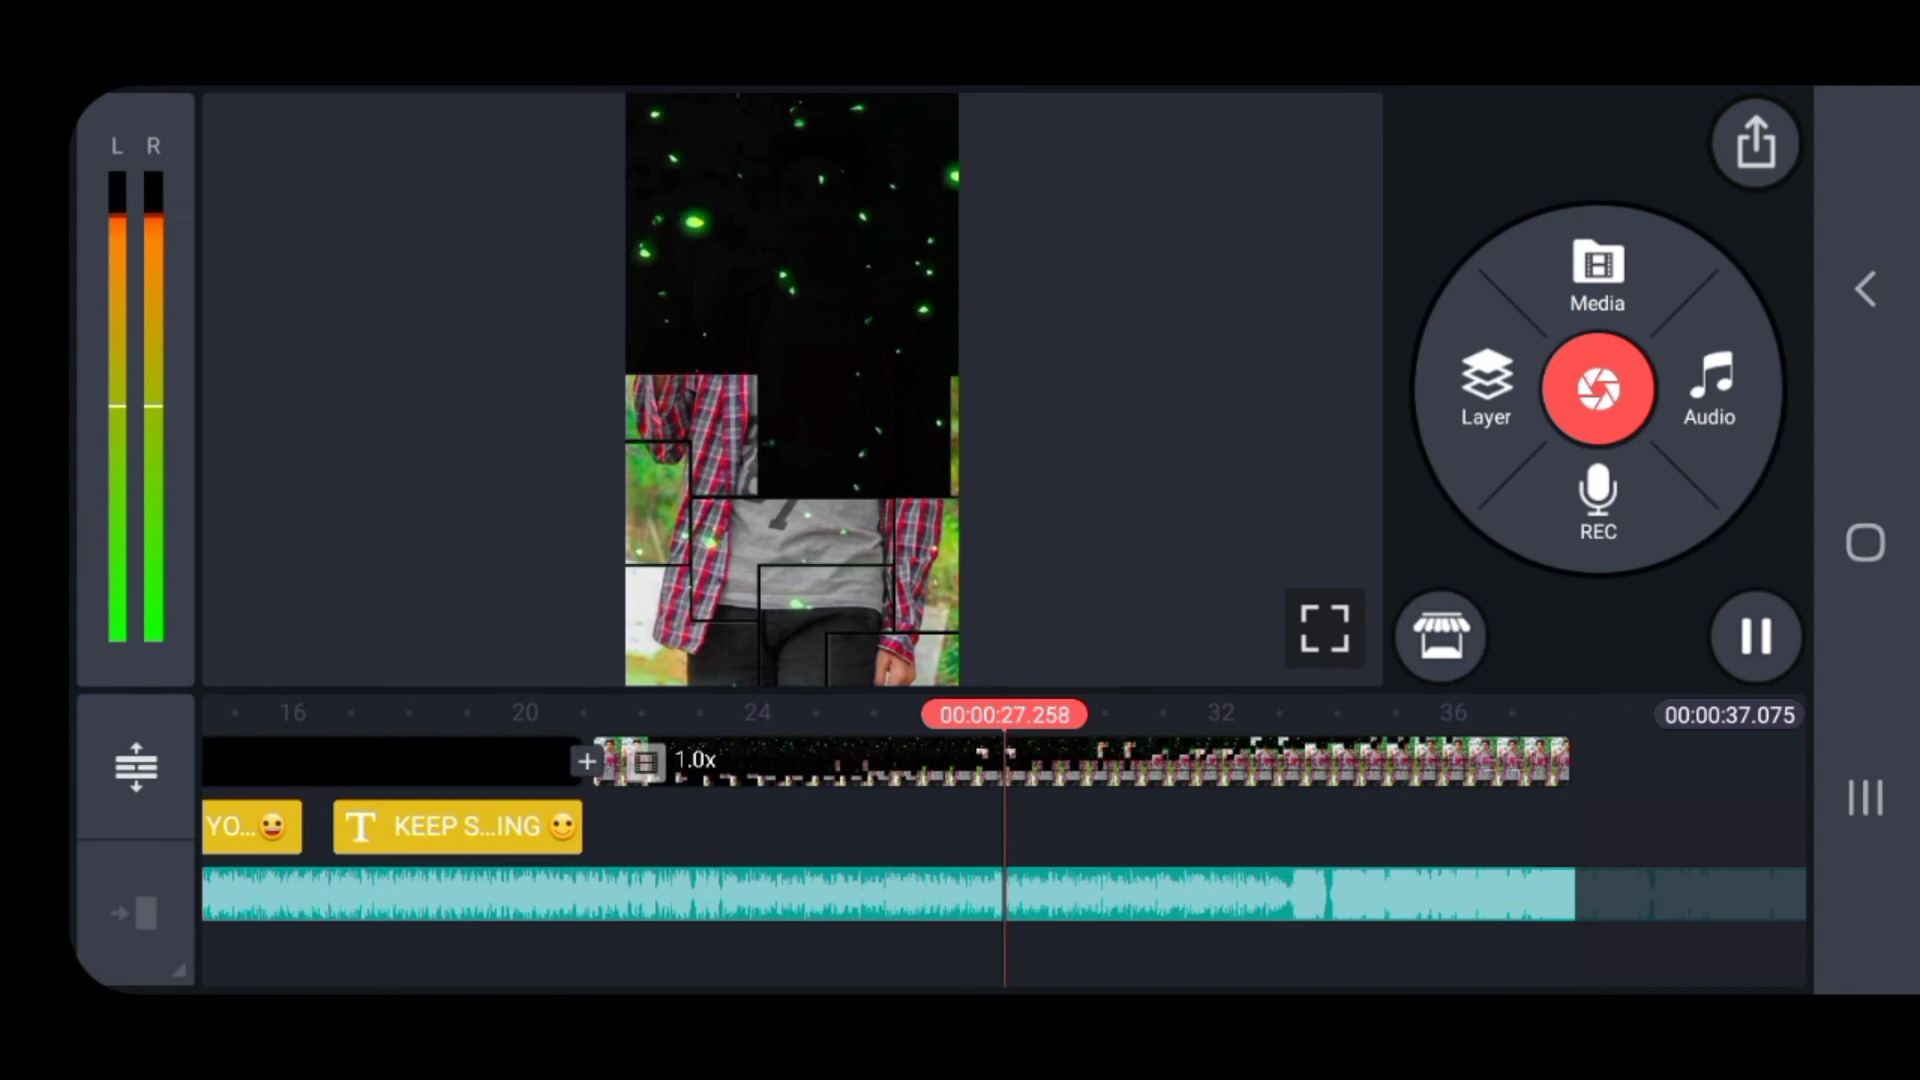 L R
Media
Layer
Audio
REC
16 20 24 00:00:27.258 32 36 00:00:37.075
1.0x
YO...😀 T KEEP S...ING 🙂